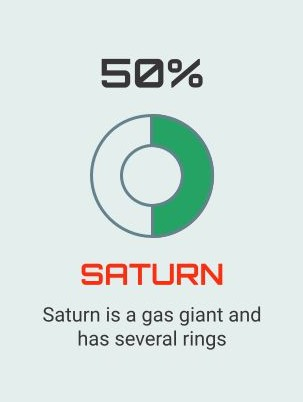 50%
SATURN
Saturn is a gas giant and
has several rings